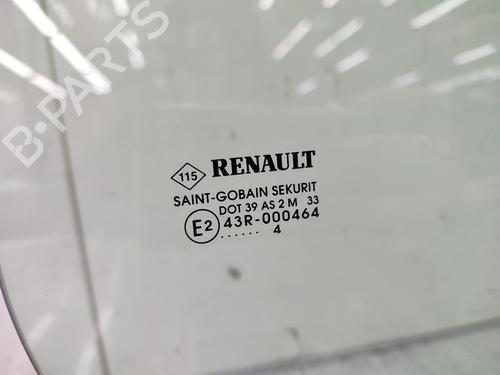 B-PARTS
115 RENAULT
SAINT-GOBAIN SEKURIT
DOT 39 AS 2 M 33
E2 43R-000464
...... 4